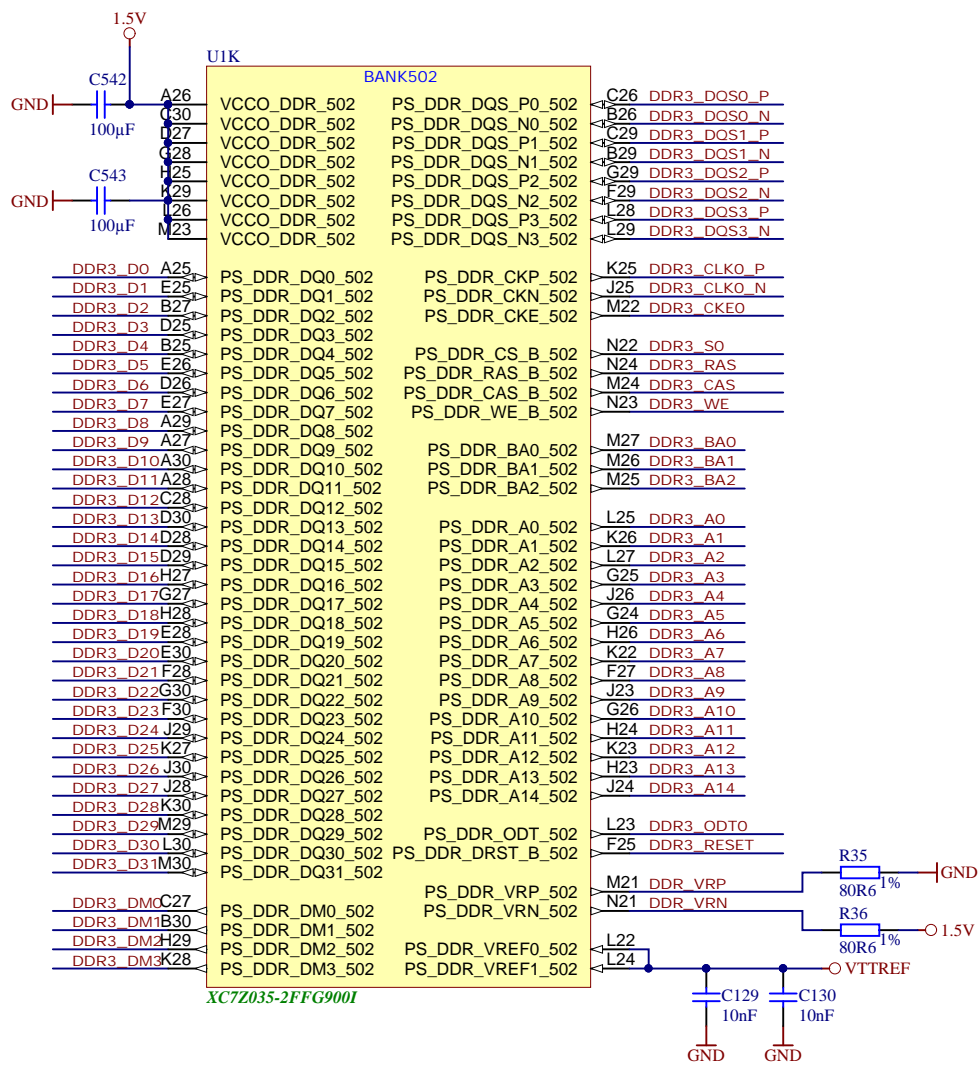 1.5V
U1K
BANK502
C542
GND
100µF
C543
GND
100µF
A26 VCCO_DDR_502 PS_DDR_DQS_P0_502 C26 DDR3_DQS0_P
C30 VCCO_DDR_502 PS_DDR_DQS_N0_502 B26 DDR3_DQS0_N
D27 VCCO_DDR_502 PS_DDR_DQS_P1_502 C29 DDR3_DQS1_P
G28 VCCO_DDR_502 PS_DDR_DQS_N1_502 B29 DDR3_DQS1_N
H25 VCCO_DDR_502 PS_DDR_DQS_P2_502 G29 DDR3_DQS2_P
K29 VCCO_DDR_502 PS_DDR_DQS_N2_502 F29 DDR3_DQS2_N
L26 VCCO_DDR_502 PS_DDR_DQS_P3_502 L28 DDR3_DQS3_P
M23 VCCO_DDR_502 PS_DDR_DQS_N3_502 L29 DDR3_DQS3_N
DDR3_D0 A25 PS_DDR_DQ0_502 PS_DDR_CKP_502 K25 DDR3_CLK0_P
DDR3_D1 E25 PS_DDR_DQ1_502 PS_DDR_CKN_502 J25 DDR3_CLK0_N
DDR3_D2 B27 PS_DDR_DQ2_502 PS_DDR_CKE_502 M22 DDR3_CKE0
DDR3_D3 D25 PS_DDR_DQ3_502
DDR3_D4 B25 PS_DDR_DQ4_502 PS_DDR_CS_B_502 N22 DDR3_S0
DDR3_D5 E26 PS_DDR_DQ5_502 PS_DDR_RAS_B_502 N24 DDR3_RAS
DDR3_D6 D26 PS_DDR_DQ6_502 PS_DDR_CAS_B_502 M24 DDR3_CAS
DDR3_D7 E27 PS_DDR_DQ7_502 PS_DDR_WE_B_502 N23 DDR3_WE
DDR3_D8 A29 PS_DDR_DQ8_502
DDR3_D9 A27 PS_DDR_DQ9_502 PS_DDR_BA0_502 M27 DDR3_BA0
DDR3_D10 A30 PS_DDR_DQ10_502 PS_DDR_BA1_502 M26 DDR3_BA1
DDR3_D11 A28 PS_DDR_DQ11_502 PS_DDR_BA2_502 M25 DDR3_BA2
DDR3_D12 C28 PS_DDR_DQ12_502
DDR3_D13 D30 PS_DDR_DQ13_502 PS_DDR_A0_502 L25 DDR3_A0
DDR3_D14 D28 PS_DDR_DQ14_502 PS_DDR_A1_502 K26 DDR3_A1
DDR3_D15 D29 PS_DDR_DQ15_502 PS_DDR_A2_502 L27 DDR3_A2
DDR3_D16 H27 PS_DDR_DQ16_502 PS_DDR_A3_502 G25 DDR3_A3
DDR3_D17 G27 PS_DDR_DQ17_502 PS_DDR_A4_502 J26 DDR3_A4
DDR3_D18 H28 PS_DDR_DQ18_502 PS_DDR_A5_502 G24 DDR3_A5
DDR3_D19 E28 PS_DDR_DQ19_502 PS_DDR_A6_502 H26 DDR3_A6
DDR3_D20 E30 PS_DDR_DQ20_502 PS_DDR_A7_502 K22 DDR3_A7
DDR3_D21 F28 PS_DDR_DQ21_502 PS_DDR_A8_502 F27 DDR3_A8
DDR3_D22 G30 PS_DDR_DQ22_502 PS_DDR_A9_502 J23 DDR3_A9
DDR3_D23 F30 PS_DDR_DQ23_502 PS_DDR_A10_502 G26 DDR3_A10
DDR3_D24 J29 PS_DDR_DQ24_502 PS_DDR_A11_502 H24 DDR3_A11
DDR3_D25 K27 PS_DDR_DQ25_502 PS_DDR_A12_502 K23 DDR3_A12
DDR3_D26 J30 PS_DDR_DQ26_502 PS_DDR_A13_502 H23 DDR3_A13
DDR3_D27 J28 PS_DDR_DQ27_502 PS_DDR_A14_502 J24 DDR3_A14
DDR3_D28 K30 PS_DDR_DQ28_502
DDR3_D29 M29 PS_DDR_DQ29_502 PS_DDR_ODT_502 L23 DDR3_ODT0
DDR3_D30 L30 PS_DDR_DQ30_502 PS_DDR_DRST_B_502 F25 DDR3_RESET
DDR3_D31 M30 PS_DDR_DQ31_502
R35
80R6 1% GND
PS_DDR_VRP_502 M21 DDR_VRP
DDR3_DM0 C27 PS_DDR_DM0_502 PS_DDR_VRN_502 N21 DDR_VRN
R36
80R6 1% 1.5V
DDR3_DM1 B30 PS_DDR_DM1_502
DDR3_DM2 H29 PS_DDR_DM2_502 PS_DDR_VREF0_502 L22
DDR3_DM3 K28 PS_DDR_DM3_502 PS_DDR_VREF1_502 L24 VTTREF
XC7Z035-2FFG900I
C129 C130
10nF 10nF
GND GND